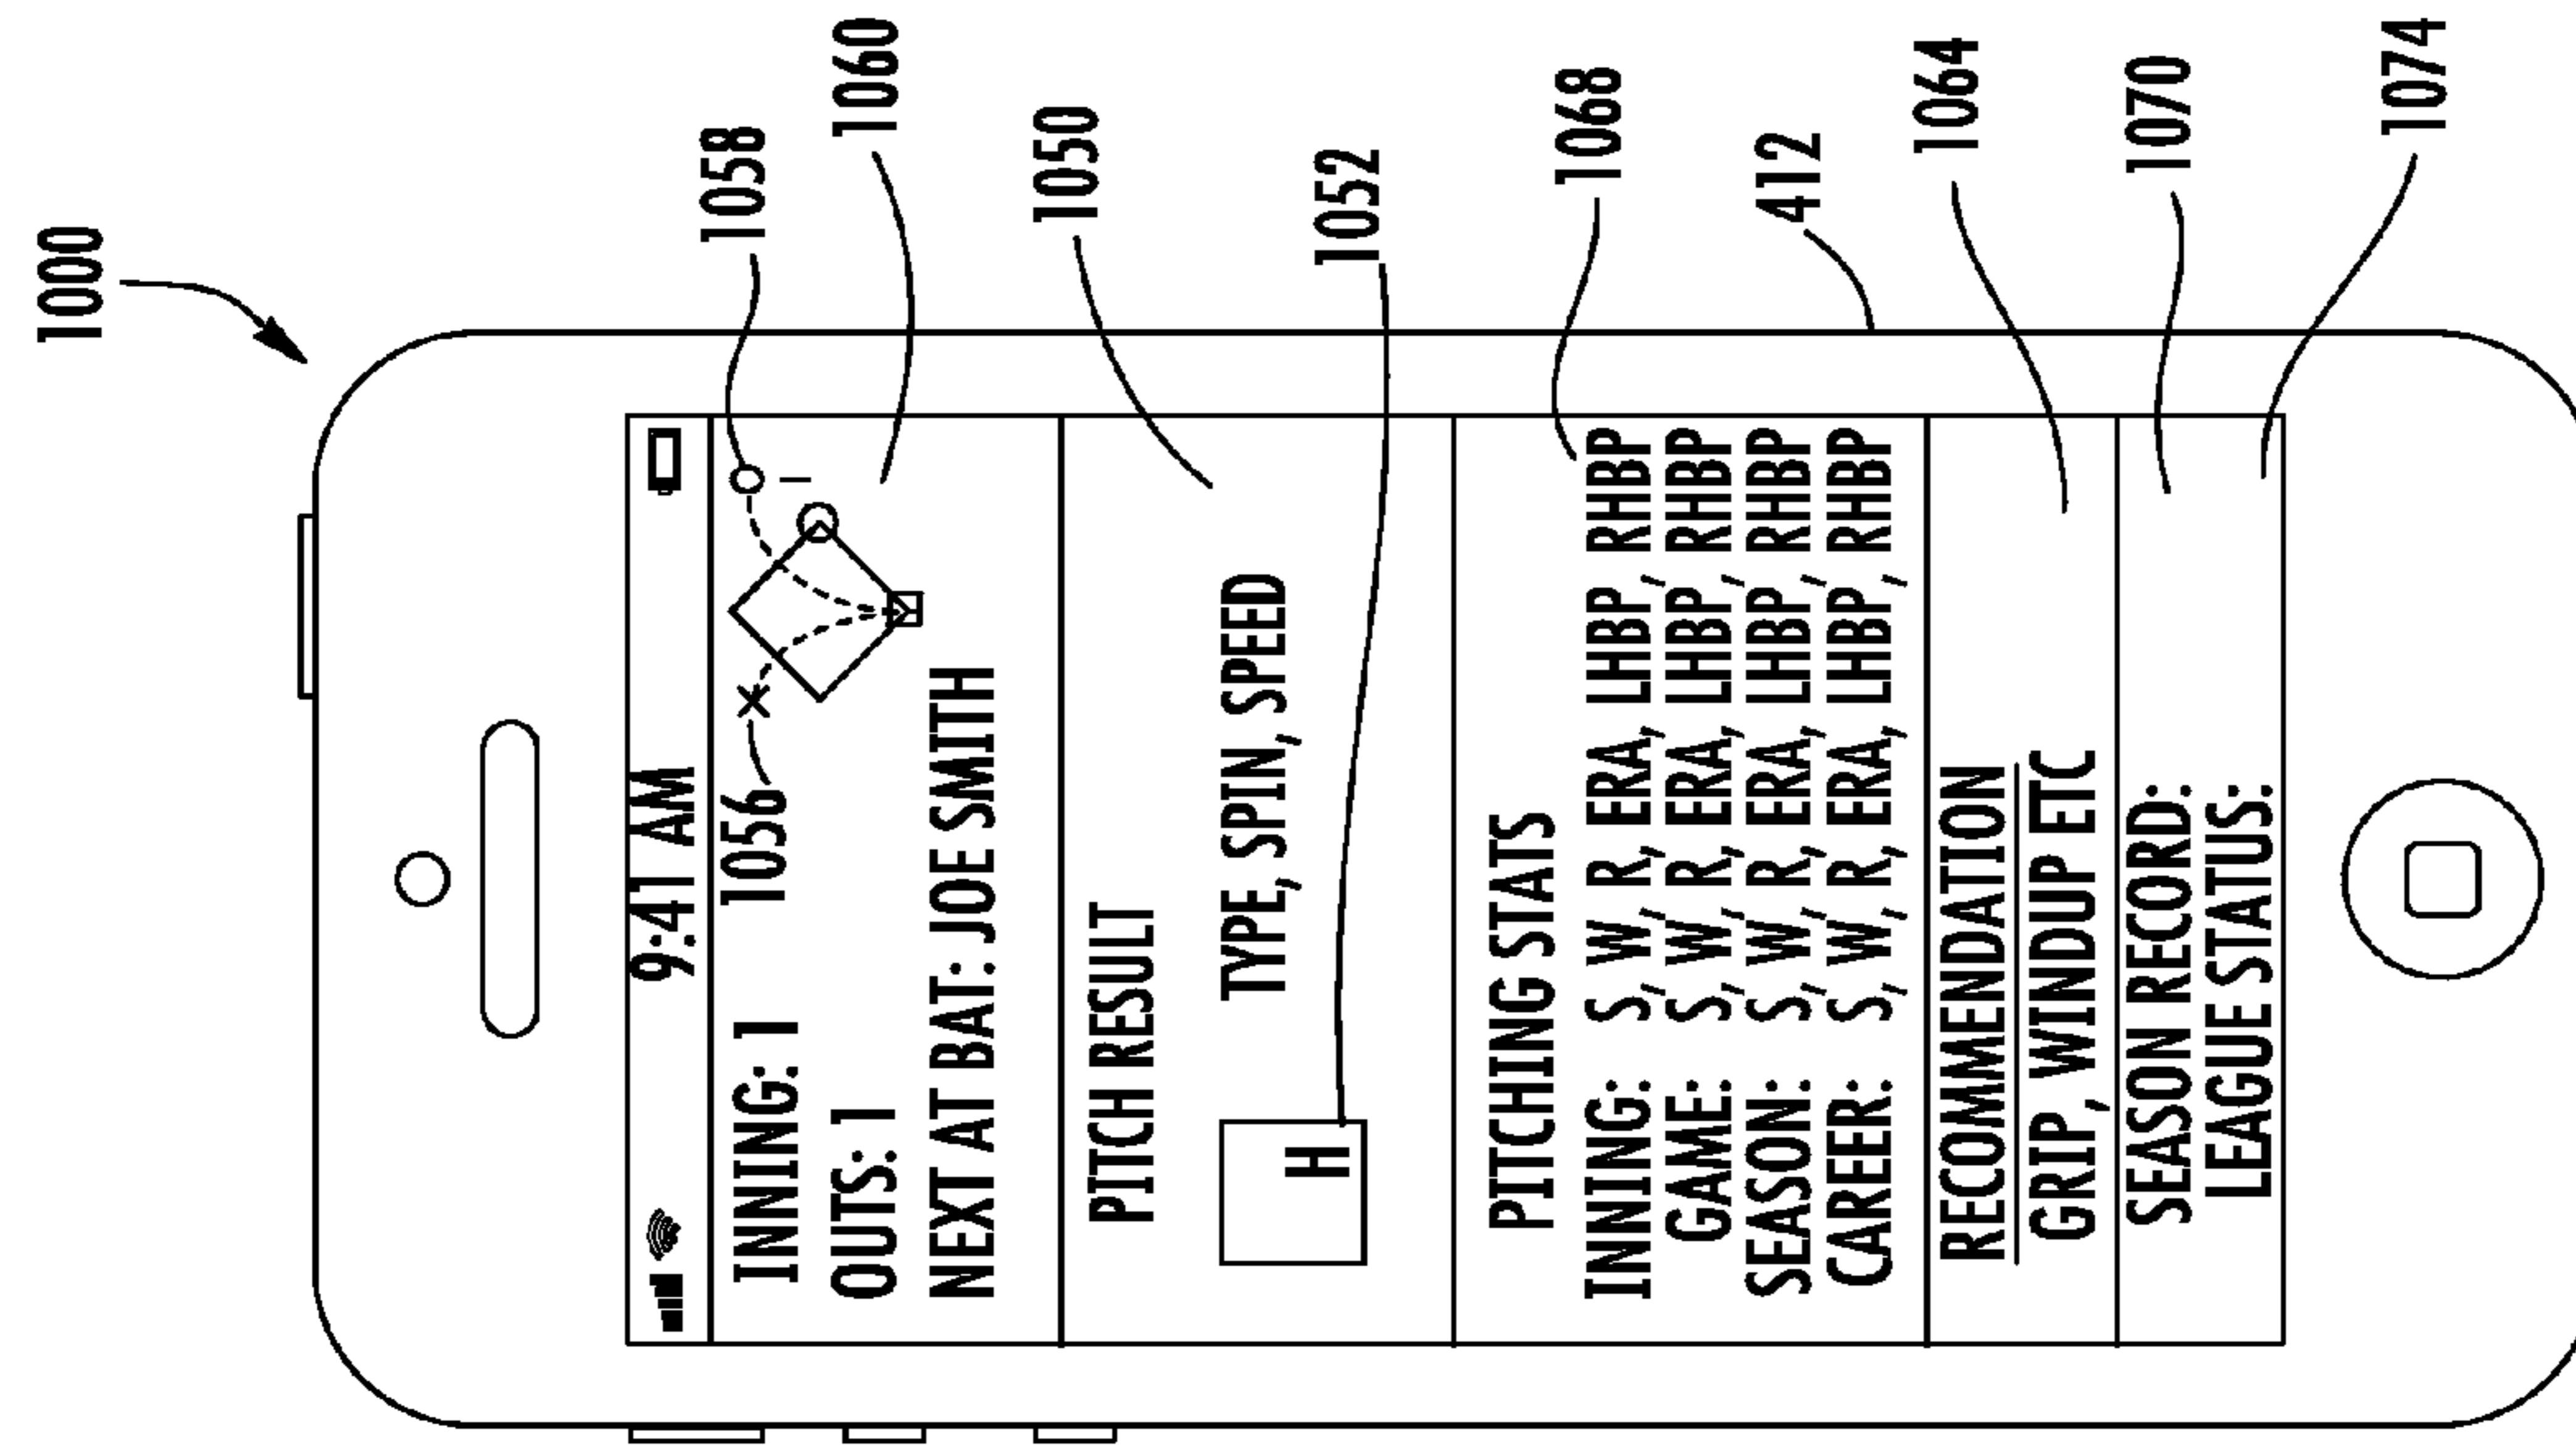 1000
9:41 AM
INNING: 1
1056
1058
OUTS: 1
1060
NEXT AT BAT: JOE SMITH
PITCH RESULT
1050
TYPE, SPIN, SPEED
H
1052
PITCHING STATS
1068
INNING: S, W, R, ERA, LHBP, RHBP
GAME: S, W, R, ERA, LHBP, RHBP
SEASON: S, W, R, ERA, LHBP, RHBP
CAREER: S, W, R, ERA, LHBP, RHBP
412
RECOMMENDATION
1064
GRIP, WINDUP ETC
SEASON RECORD:
1070
LEAGUE STATUS:
1074